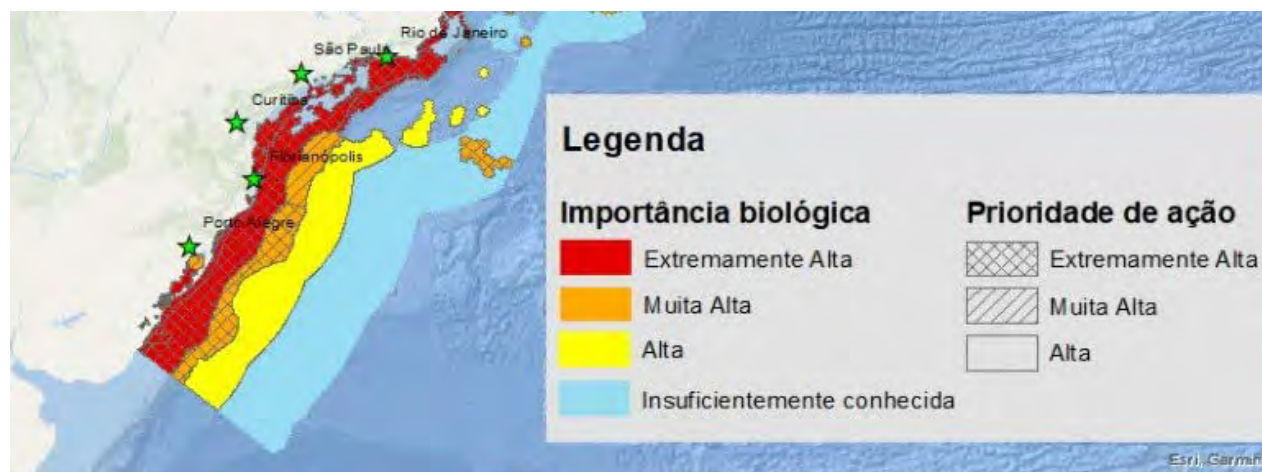 Rio de Janeiro
São Paulo
Curitiba
Florianópolis
Porto Alegre
Legenda
Importância biológica
Extremamente Alta
Muita Alta
Alta
Insuficientemente conhecida
Prioridade de ação
Extremamente Alta
Muita Alta
Alta
Esri, Garmin